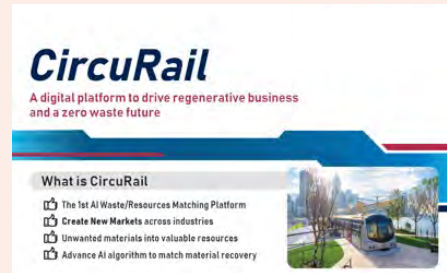 CircuRail
A digital platform to drive regenerative business
and a zero waste future
What is CircuRail
The 1st AI Waste/Resources Matching Platform
Create New Markets across industries
Unwanted materials into valuable resources
Advance AI algorithm to match material recovery